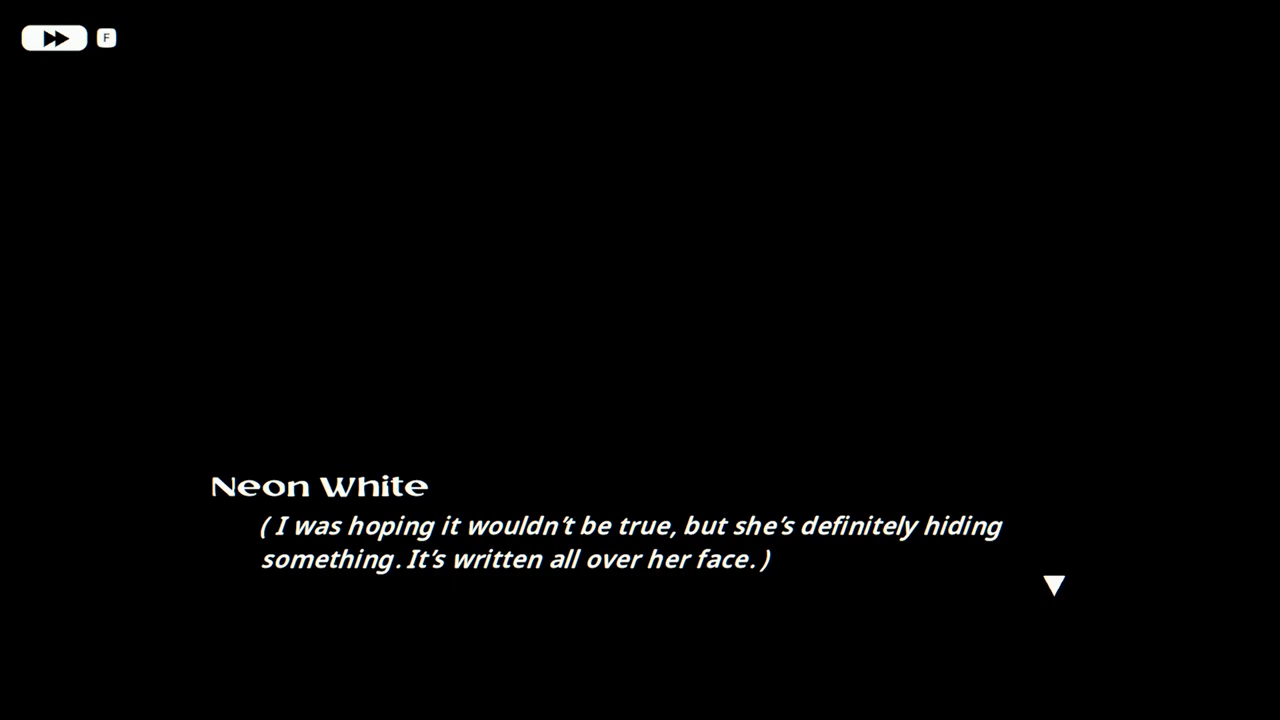 F
Neon White
( I was hoping it wouldn’t be true, but she’s definitely hiding
something. It’s written all over her face. )